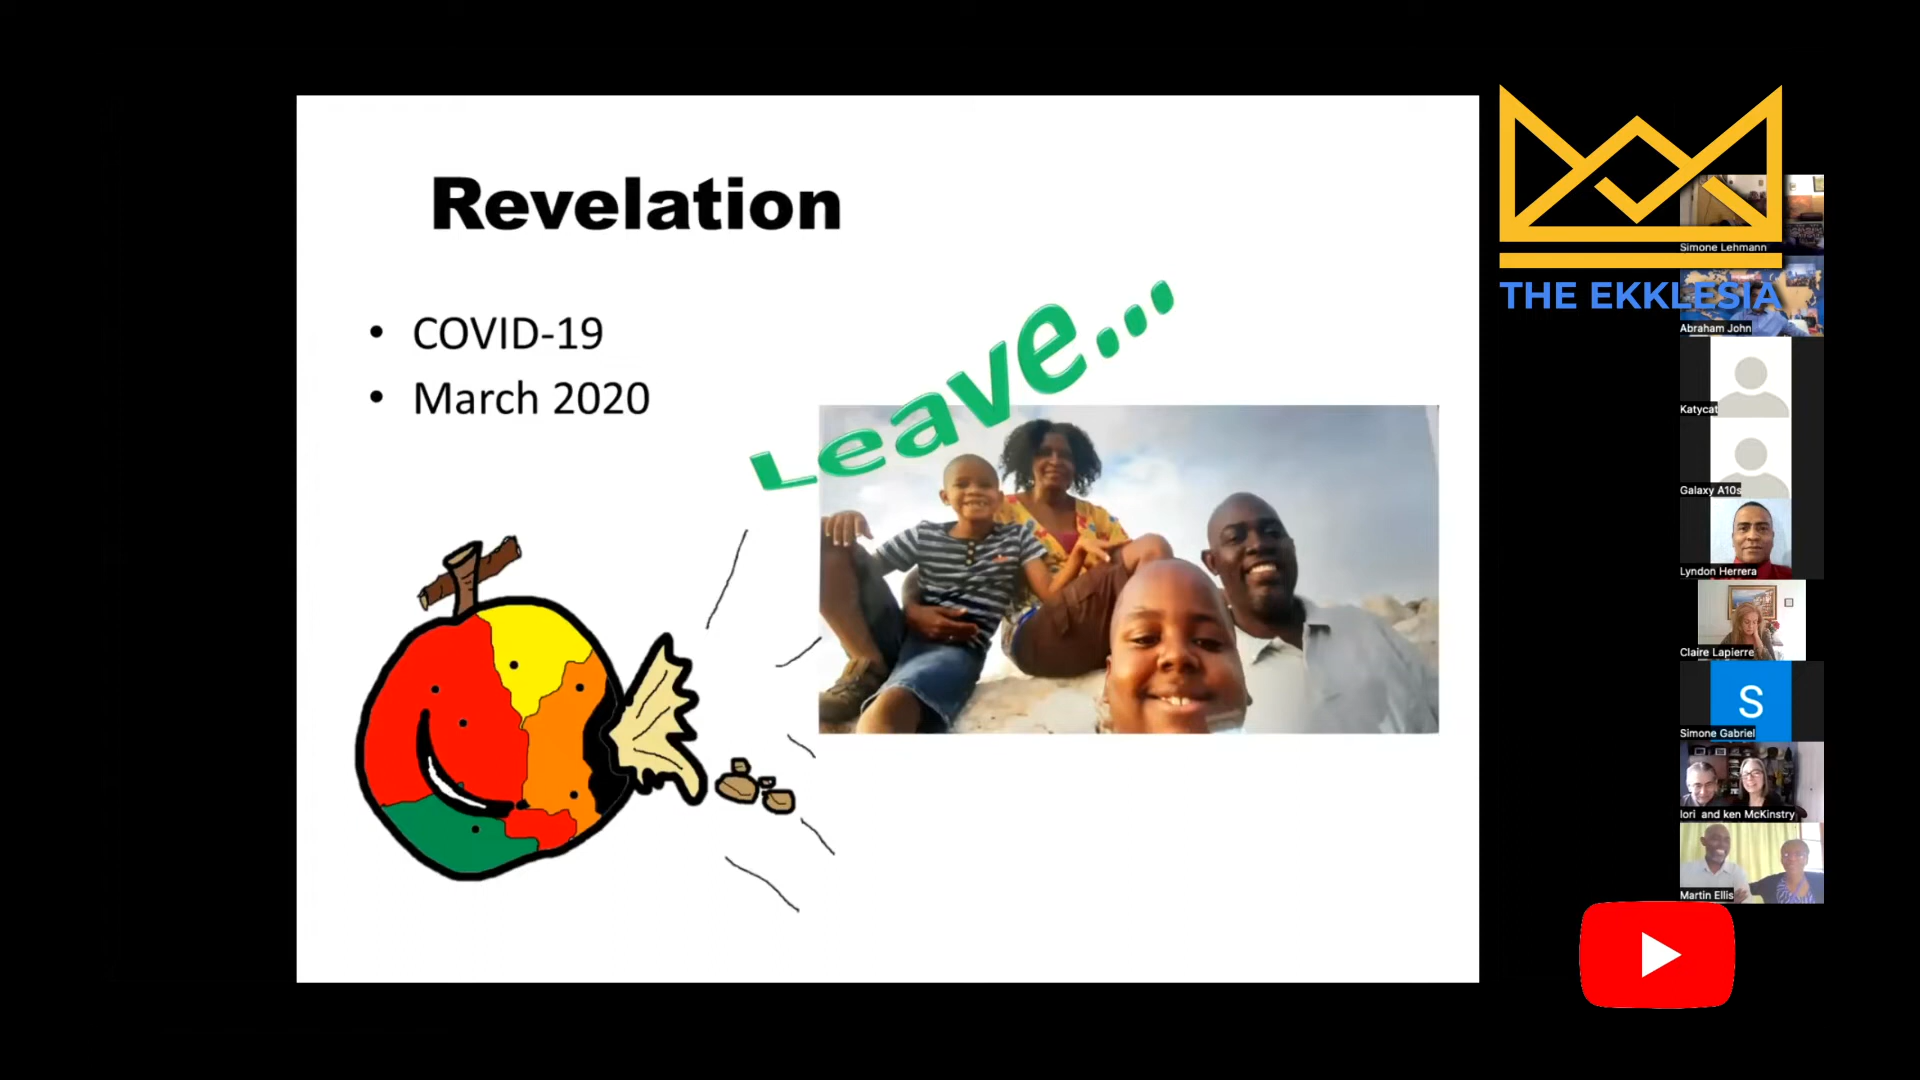 Revelation
• COVID-19
• March 2020
Leave...
THE EKKLESIA
Simone Lehmann
Abraham John
Katycat
Galaxy A10s
Lyndon Herrera
Claire Lapierre
S
Simone Gabriel
lori and ken McKinstry
Martin Ellis